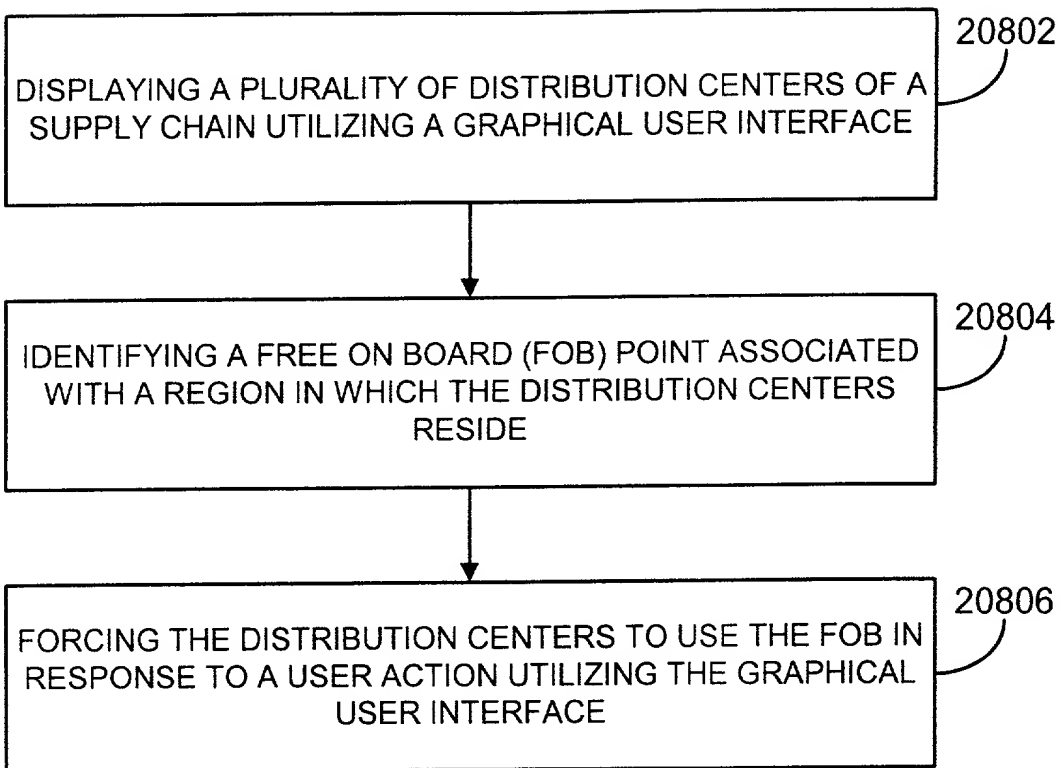 20802
DISPLAYING A PLURALITY OF DISTRIBUTION CENTERS OF A
SUPPLY CHAIN UTILIZING A GRAPHICAL USER INTERFACE
20804
IDENTIFYING A FREE ON BOARD (FOB) POINT ASSOCIATED
WITH A REGION IN WHICH THE DISTRIBUTION CENTERS
RESIDE
20806
FORCING THE DISTRIBUTION CENTERS TO USE THE FOB IN
RESPONSE TO A USER ACTION UTILIZING THE GRAPHICAL
USER INTERFACE